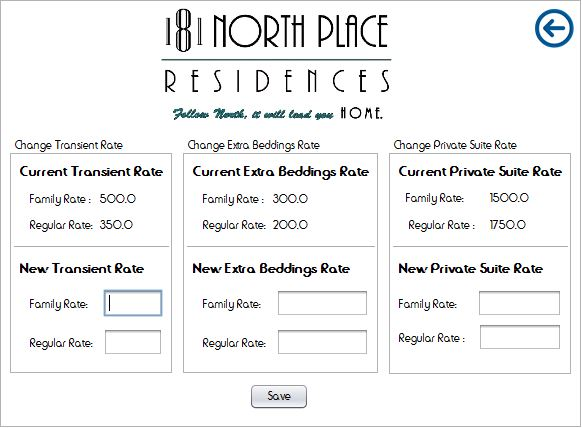 181 NORTH PLACE
RESIDENCES
Follow North, it will lead you HOME.
Change Transient Rate
Current Transient Rate
Family Rate : 500.0
Regular Rate: 350.0
New Transient Rate
Family Rate:
Regular Rate:
Change Extra Beddings Rate
Current Extra Beddings Rate
Family Rate : 300.0
Regular Rate: 200.0
New Extra Beddings Rate
Family Rate:
Regular Rate:
Change Private Suite Rate
Current Private Suite Rate
Family Rate: 1500.0
Regular Rate : 1750.0
New Private Suite Rate
Family Rate:
Regular Rate :
Save